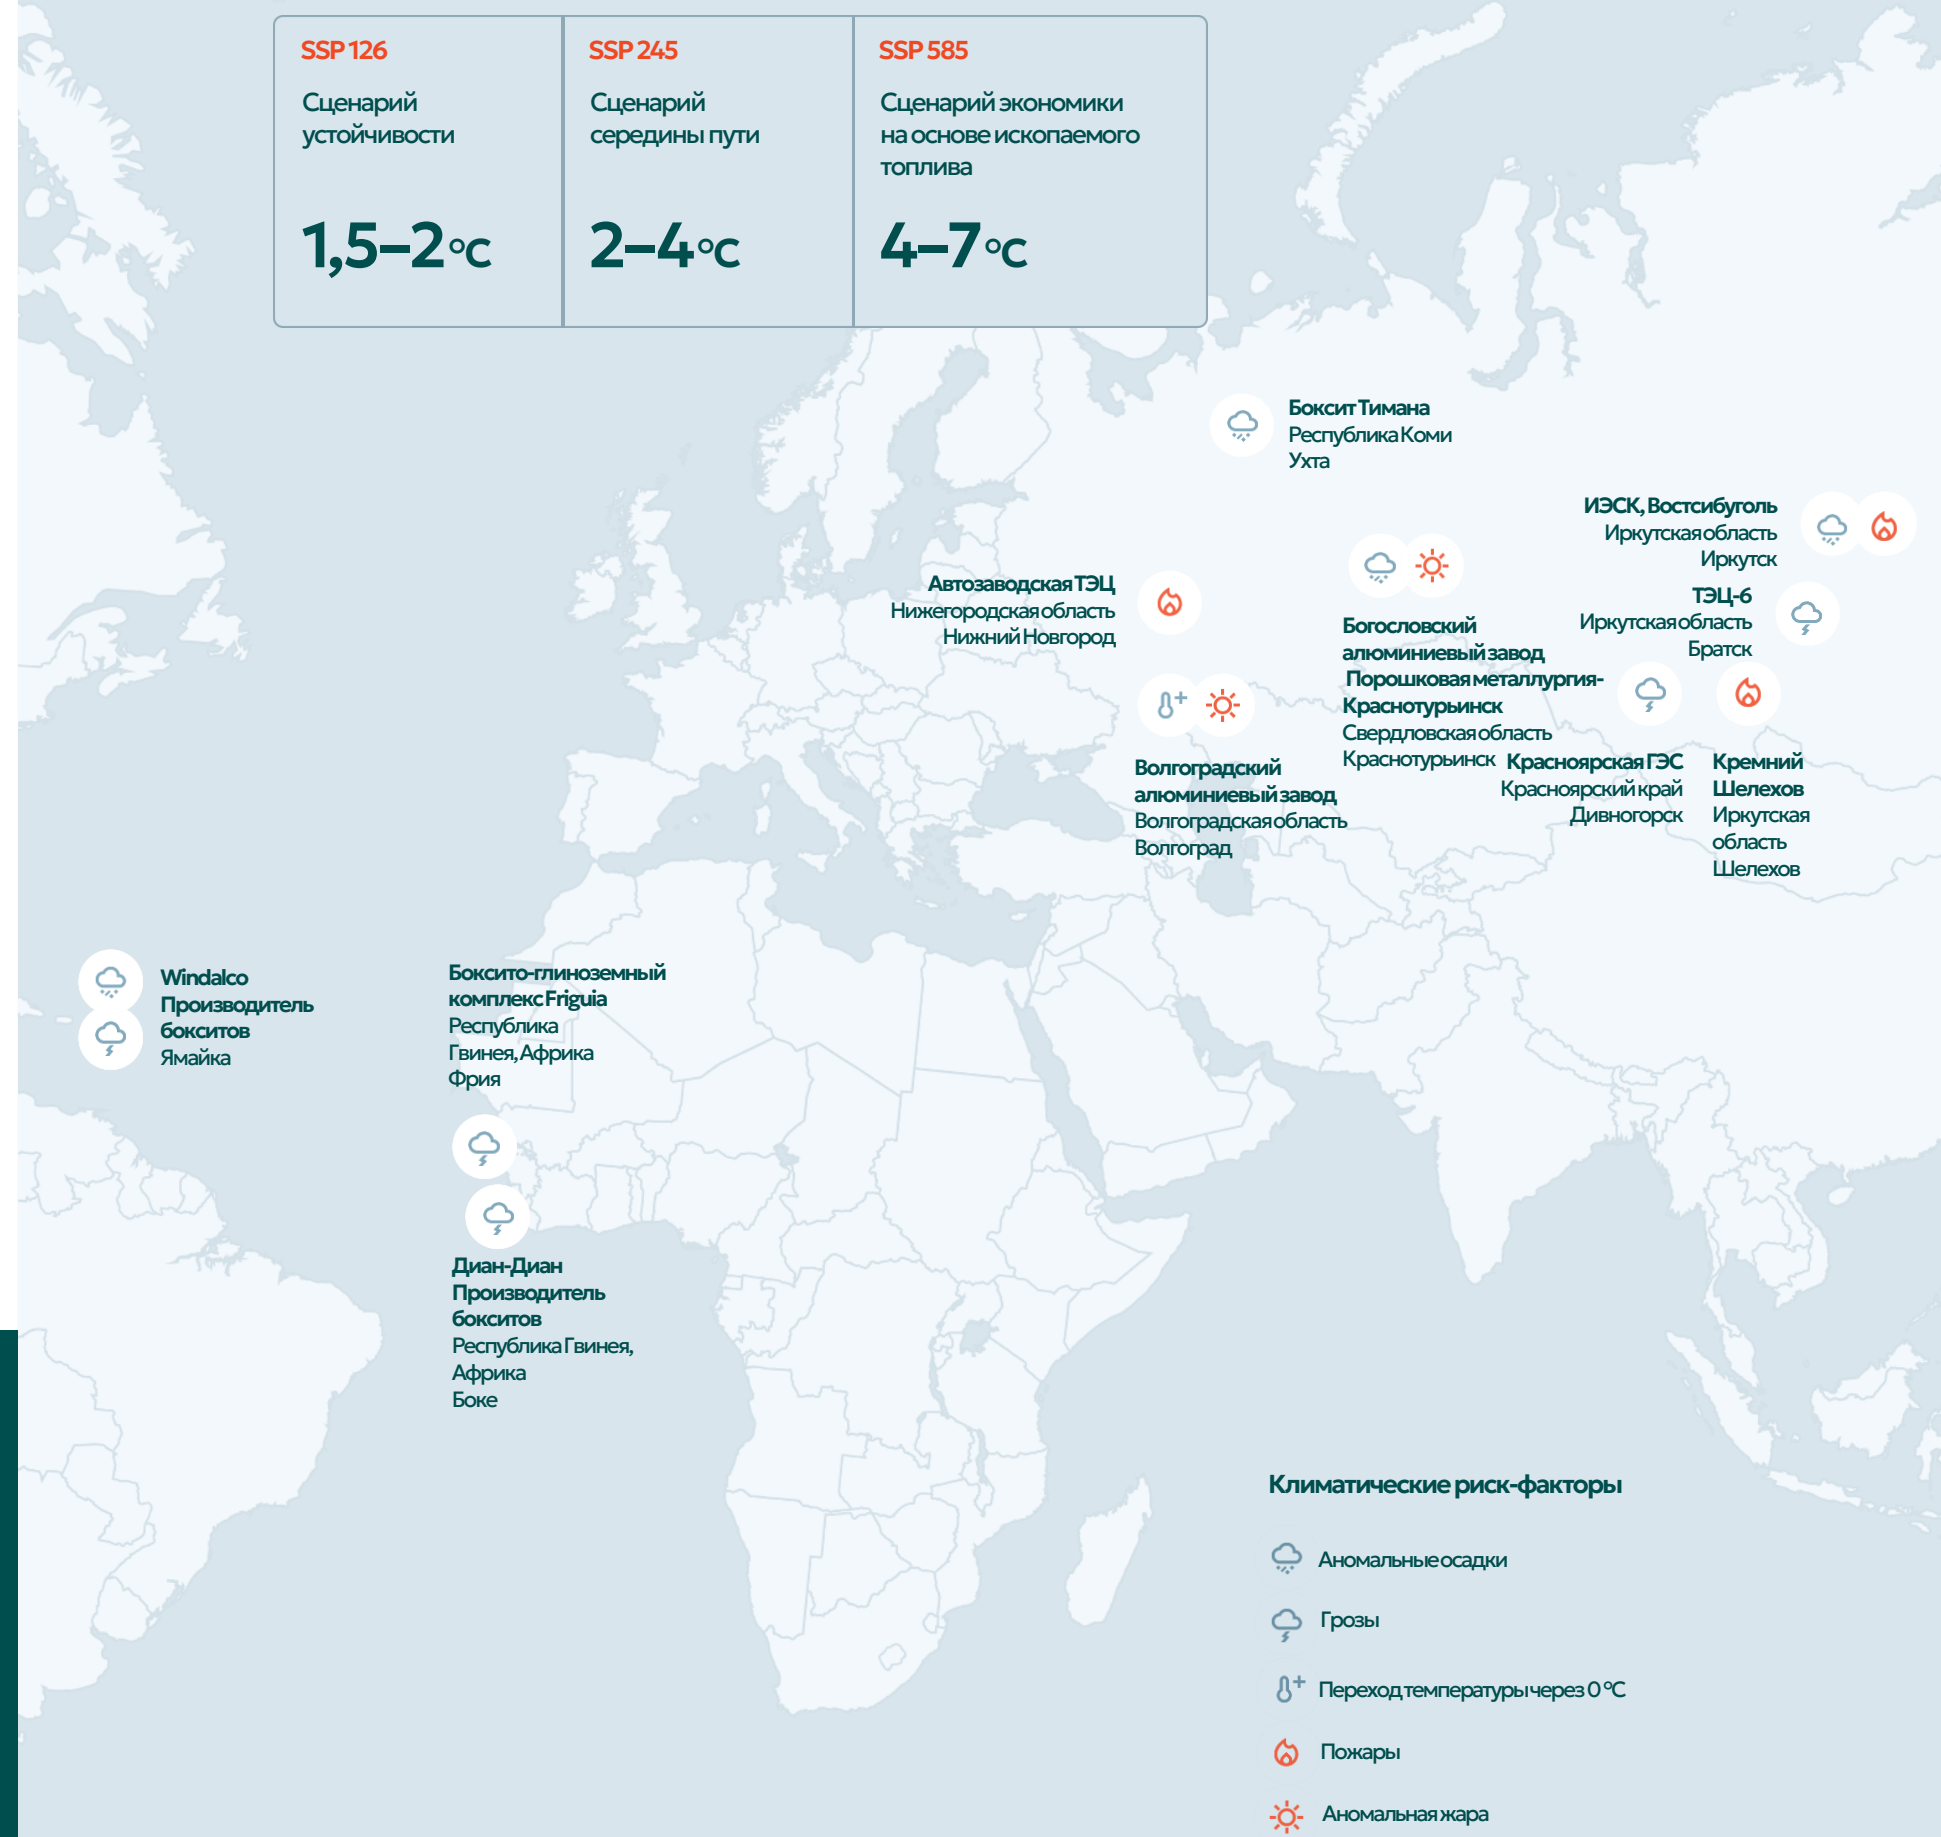 SSP 126
Сценарий
устойчивости
1,5–2 °C
SSP 245
Сценарий
середины пути
2–4 °C
SSP 585
Сценарий экономики
на основе ископаемого
топлива
4–7 °C
Боксит Тимана
Республика Коми
Ухта
ИЭСК, Востсибуголь
Иркутская область
Иркутск
Автозаводская ТЭЦ
Нижегородская область
Нижний Новгород
ТЭЦ-6
Иркутская область
Братск
Богословский
алюминиевый завод
Порошковая металлургия-
Краснотурьинск
Свердловская область
Краснотурьинск
Волгоградский
алюминиевый завод
Волгоградская область
Волгоград
Красноярская ГЭС
Красноярский край
Дивногорск
Кремний
Шелехов
Иркутская
область
Шелехов
Windalco
Производитель
бокситов
Ямайка
Боксито-глиноземный
комплекс Friguia
Республика
Гвинея, Африка
Фрия
Диан-Диан
Производитель
бокситов
Республика Гвинея,
Африка
Боке
Климатические риск-факторы
Аномальные осадки
Грозы
Переход температуры через 0 °C
Пожары
Аномальная жара